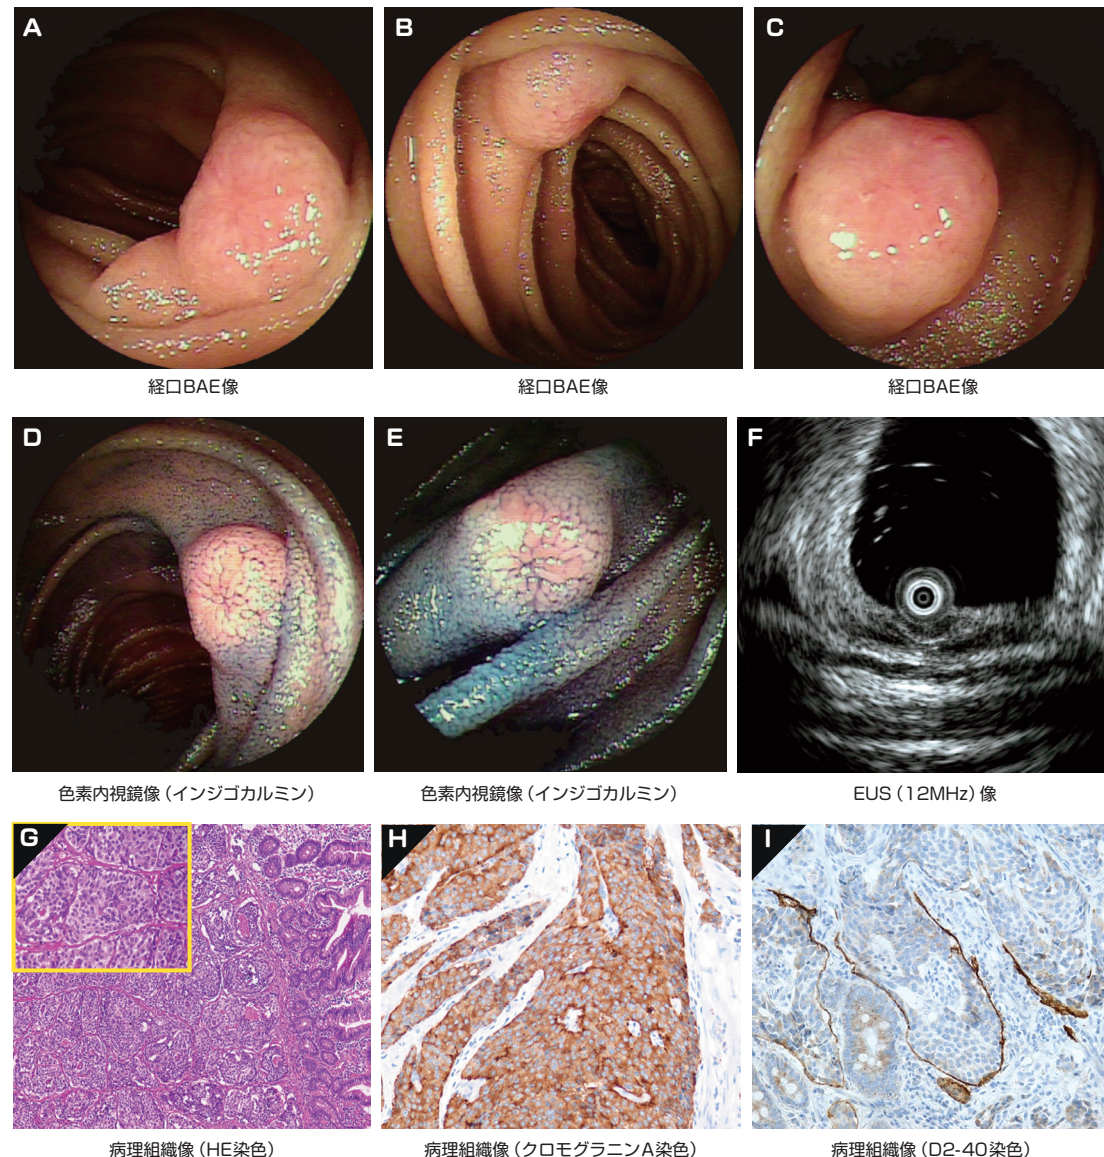 A
B
C
経口BAE像
経口BAE像
経口BAE像
D
E
F
色素内視鏡像（インジゴカルミン）
色素内視鏡像（インジゴカルミン）
EUS（12MHz）像
G
H
I
病理組織像（HE染色）
病理組織像（クロモグラニンA染色）
病理組織像（D2-40染色）